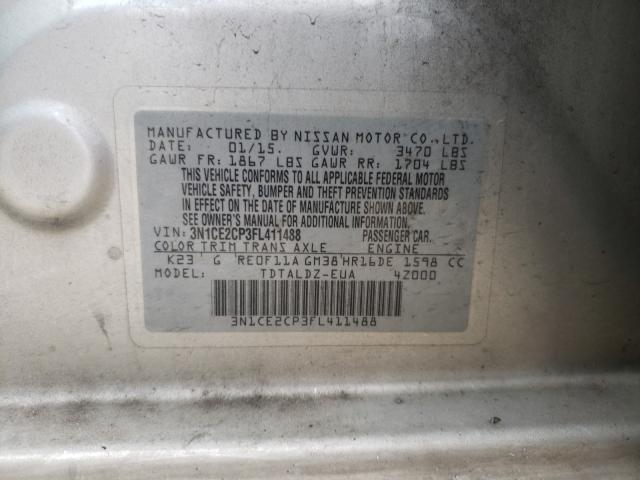 MANUFACTURED BY NISSAN MOTOR CO.,LTD.
DATE: 01/15. GVWR: 3470 LBS
GAWR FR: 1867 LBS GAWR RR: 1704 LBS
THIS VEHICLE CONFORMS TO ALL APPLICABLE FEDERAL MOTOR
VEHICLE SAFETY, BUMPER AND THEFT PREVENTION STANDARDS
IN EFFECT ON THE DATE OF MANUFACTURE SHOWN ABOVE.
SEE OWNER'S MANUAL FOR ADDITIONAL INFORMATION.
VIN: 3N1CE2CP3FL411488 PASSENGER CAR.
COLOR TRIM TRANS AXLE ENGINE
K23 G RE0F11A GM38 HR16DE 1598 CC
MODEL: TDTALDZ-EUA 4Z000
3N1CE2CP3FL411488